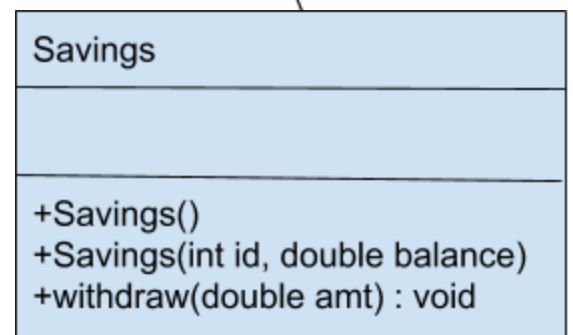 Savings
+Savings()
+Savings(int id, double balance)
+withdraw(double amt) : void